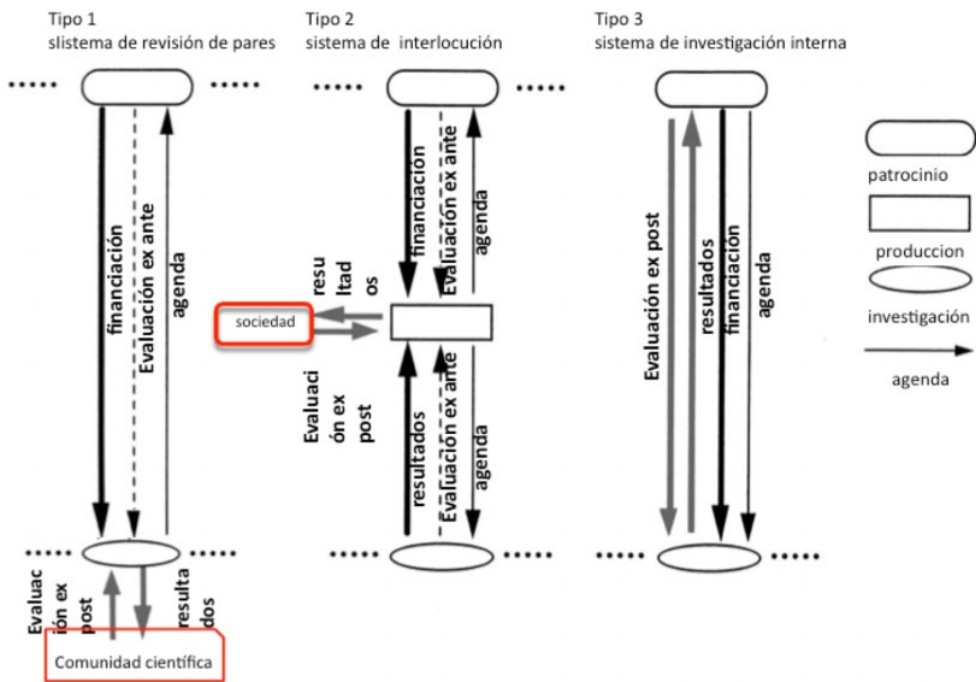 Tipo 1
slistema de revisión de pares
financiación
Evaluación ex ante
agenda
Evaluac
ión ex
post
resulta
dos
Comunidad científica
Tipo 2
sistema de interlocución
financiación
Evaluación ex ante
agenda
resu
ltad
os
sociedad
Evaluaci
ón ex
post
resultados
Evaluación ex ante
agenda
Tipo 3
sistema de investigación interna
Evaluación ex post
resultados
financiación
agenda
patrocinio
produccion
investigación
agenda